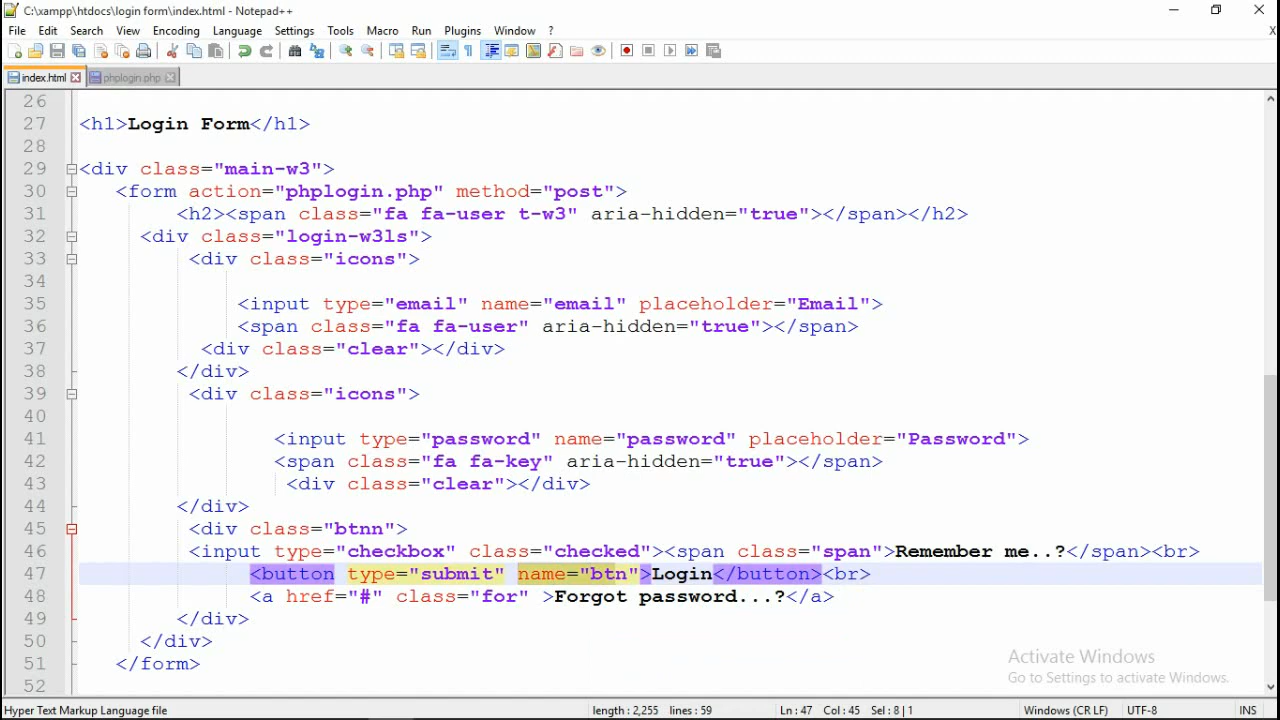 C:\xampp\htdocs\login form\index.html - Notepad++
File Edit Search View Encoding Language Settings Tools Macro Run Plugins Window ? X
index.html phplogin.php
26
27 <h1>Login Form</h1>
28
29 <div class="main-w3">
30 <form action="phplogin.php" method="post">
31 <h2><span class="fa fa-user t-w3" aria-hidden="true"></span></h2>
32 <div class="login-w3ls">
33 <div class="icons">
34
35 <input type="email" name="email" placeholder="Email">
36 <span class="fa fa-user" aria-hidden="true"></span>
37 <div class="clear"></div>
38 </div>
39 <div class="icons">
40
41 <input type="password" name="password" placeholder="Password">
42 <span class="fa fa-key" aria-hidden="true"></span>
43 <div class="clear"></div>
44 </div>
45 <div class="btnn">
46 <input type="checkbox" class="checked"><span class="span">Remember me..?</span><br>
47 <button type="submit" name="btn">Login</button><br>
48 <a href="#" class="for" >Forgot password...?</a>
49 </div>
50 </div>
51 </form>
52
Activate Windows
Go to Settings to activate Windows.
Hyper Text Markup Language file length : 2,255 lines : 59 Ln : 47 Col : 45 Sel : 8 | 1 Windows (CR LF) UTF-8 INS